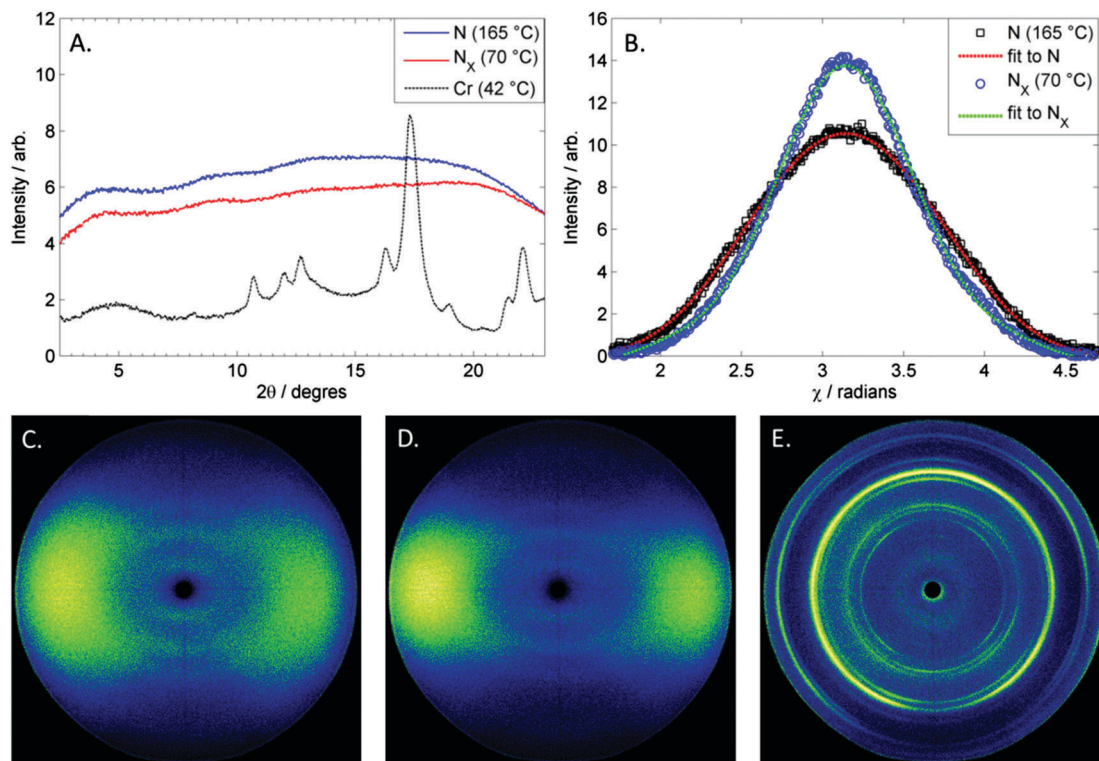 A.
N (165 °C)
N_X (70 °C)
Cr (42 °C)
Intensity / arb.
12
10
8
6
4
2
0
5
10
15
20
2θ / degres
B.
N (165 °C)
fit to N
N_X (70 °C)
fit to N_X
Intensity / arb.
16
14
12
10
8
6
4
2
0
2
2.5
3
3.5
4
4.5
χ / radians
C.
D.
E.